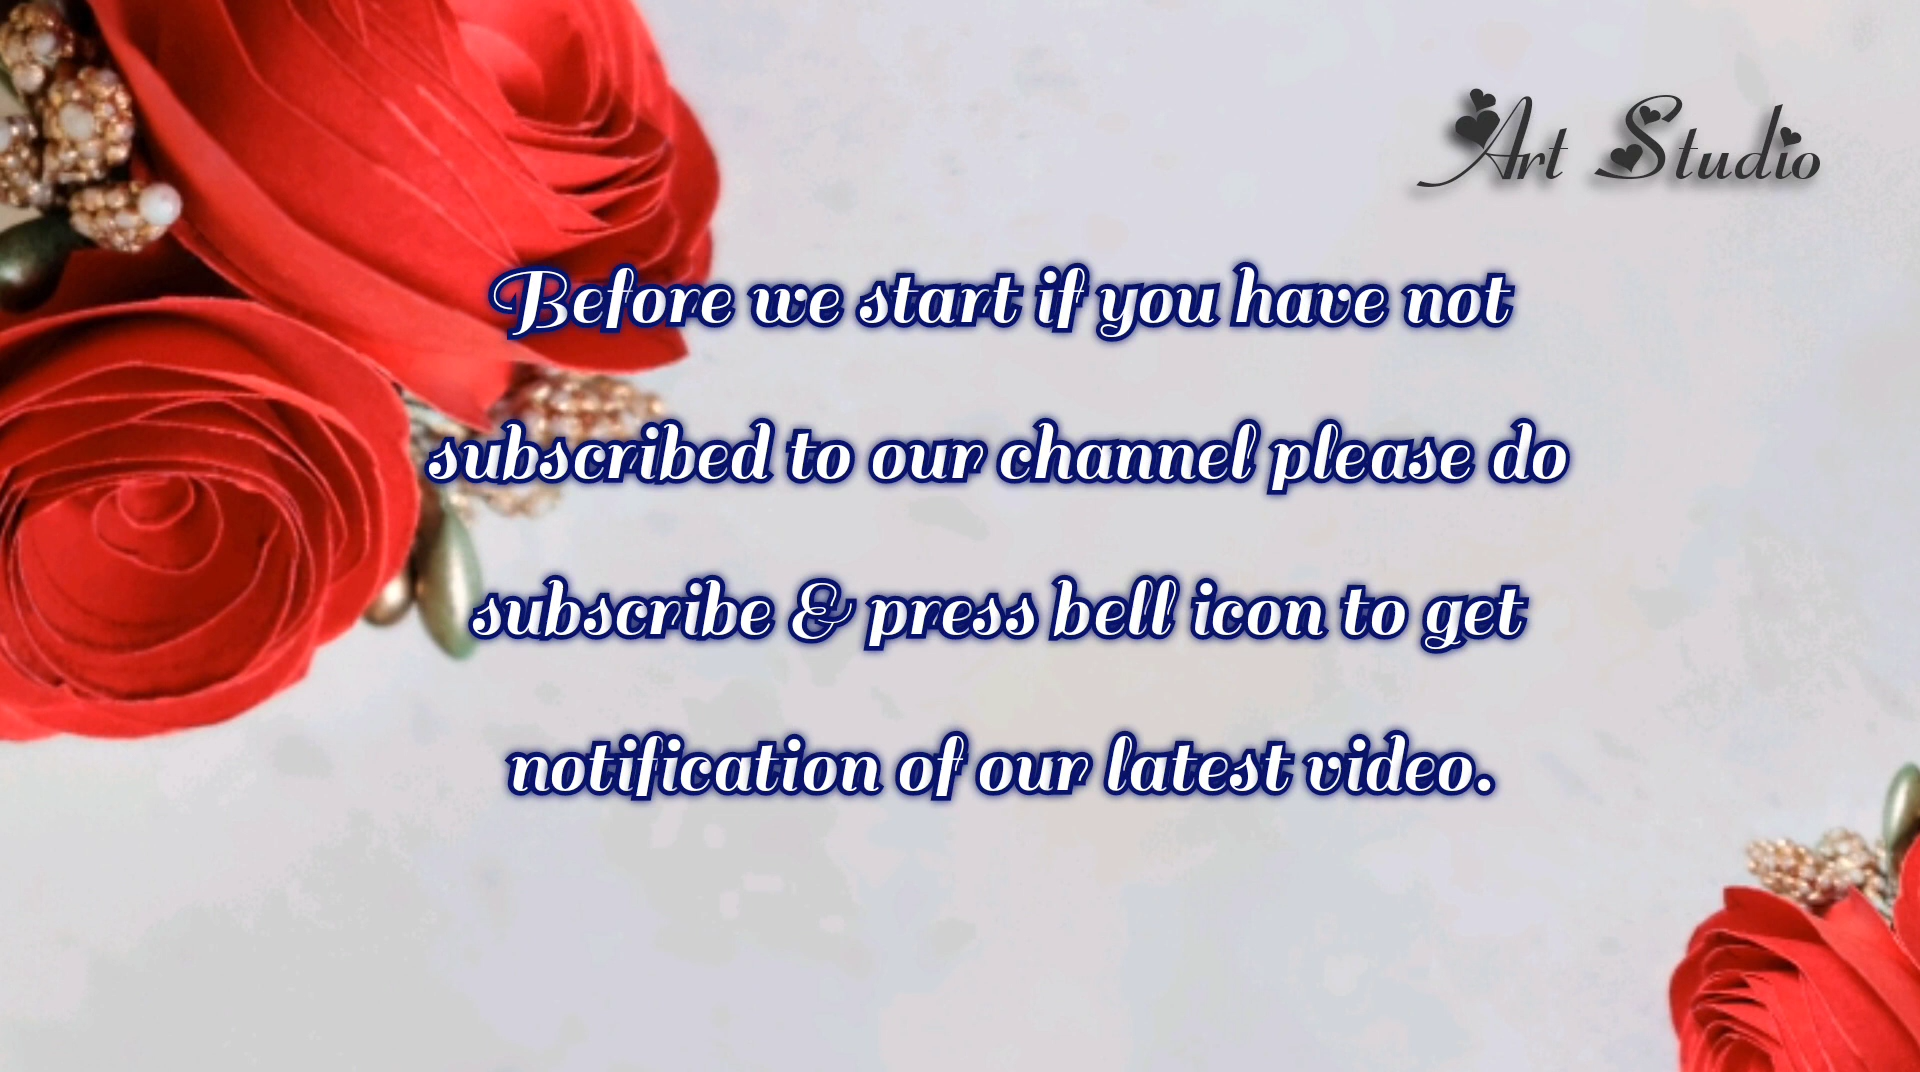 Art Studio
Before we start if you have not
subscribed to our channel please do
subscribe & press bell icon to get
notification of our latest video.